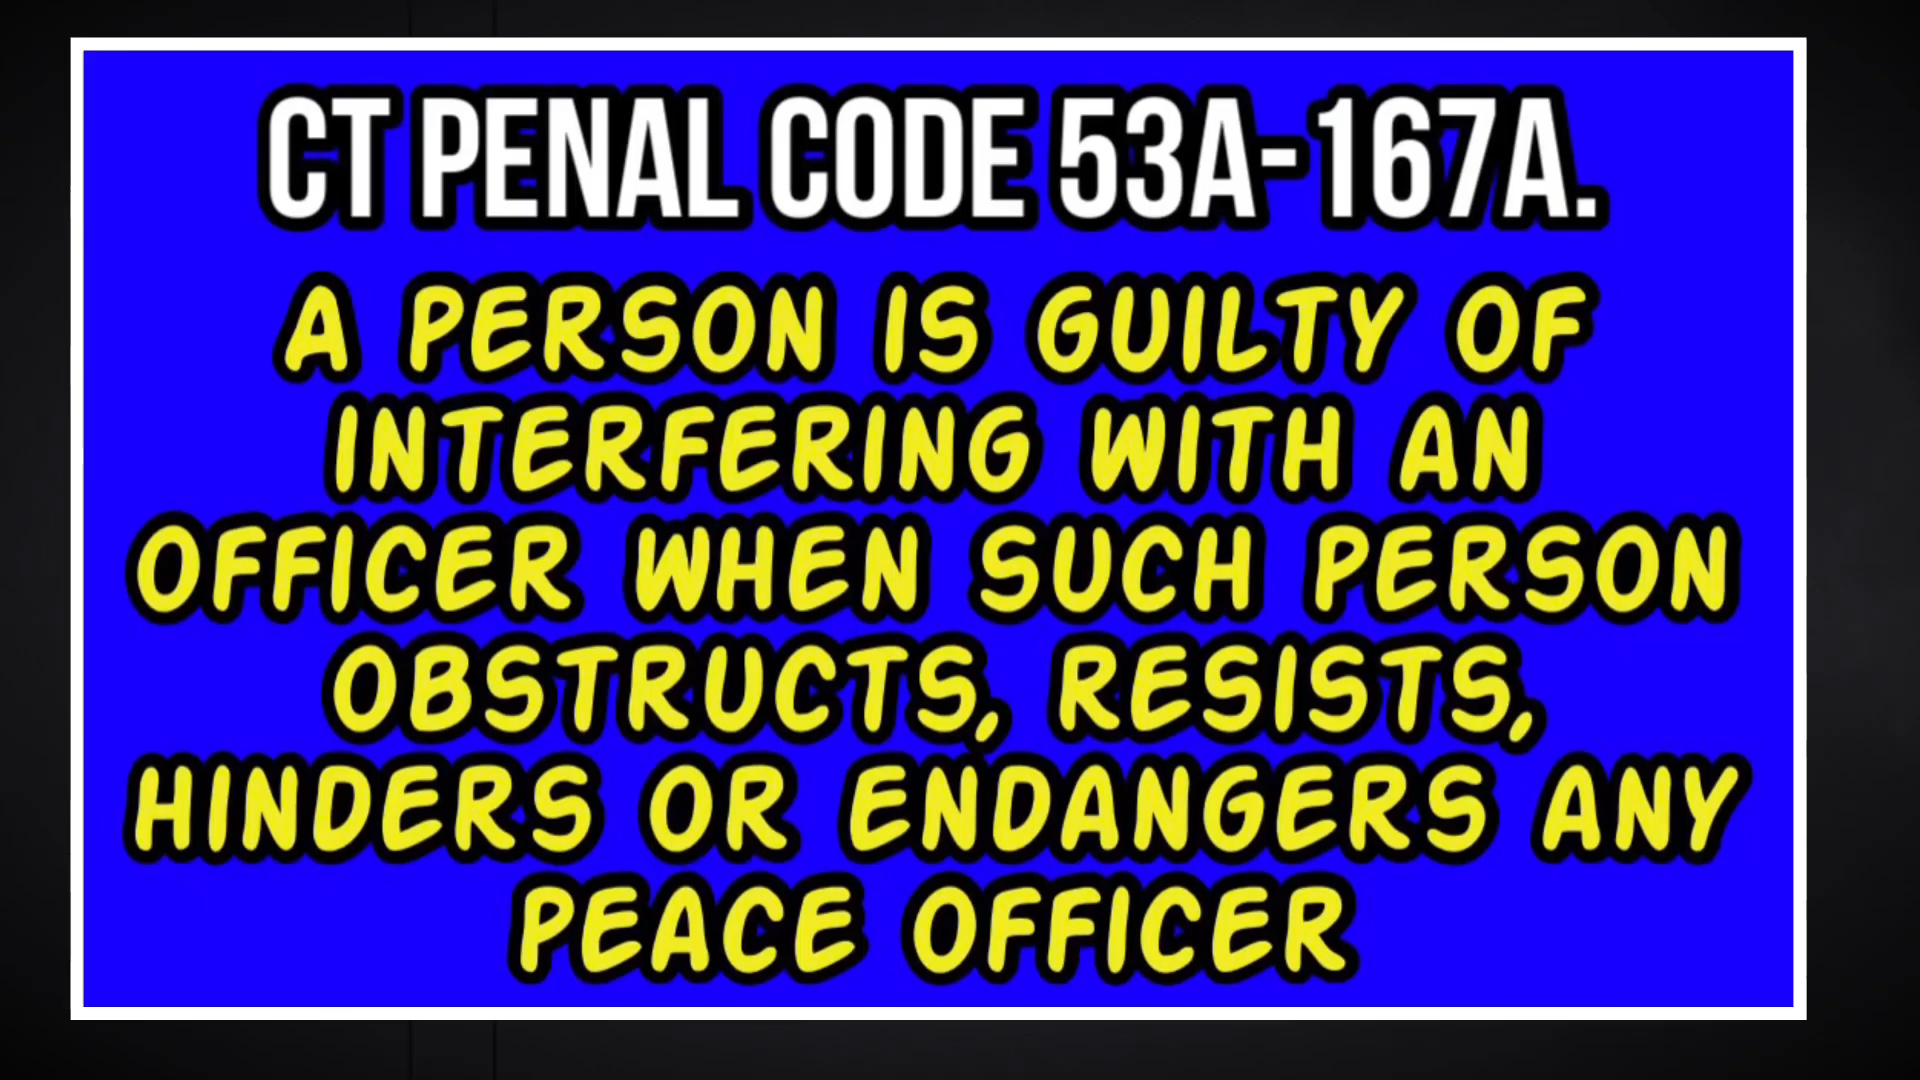 CT PENAL CODE 53A-167A.
A PERSON IS GUILTY OF
INTERFERING WITH AN
OFFICER WHEN SUCH PERSON
OBSTRUCTS, RESISTS,
HINDERS OR ENDANGERS ANY
PEACE OFFICER